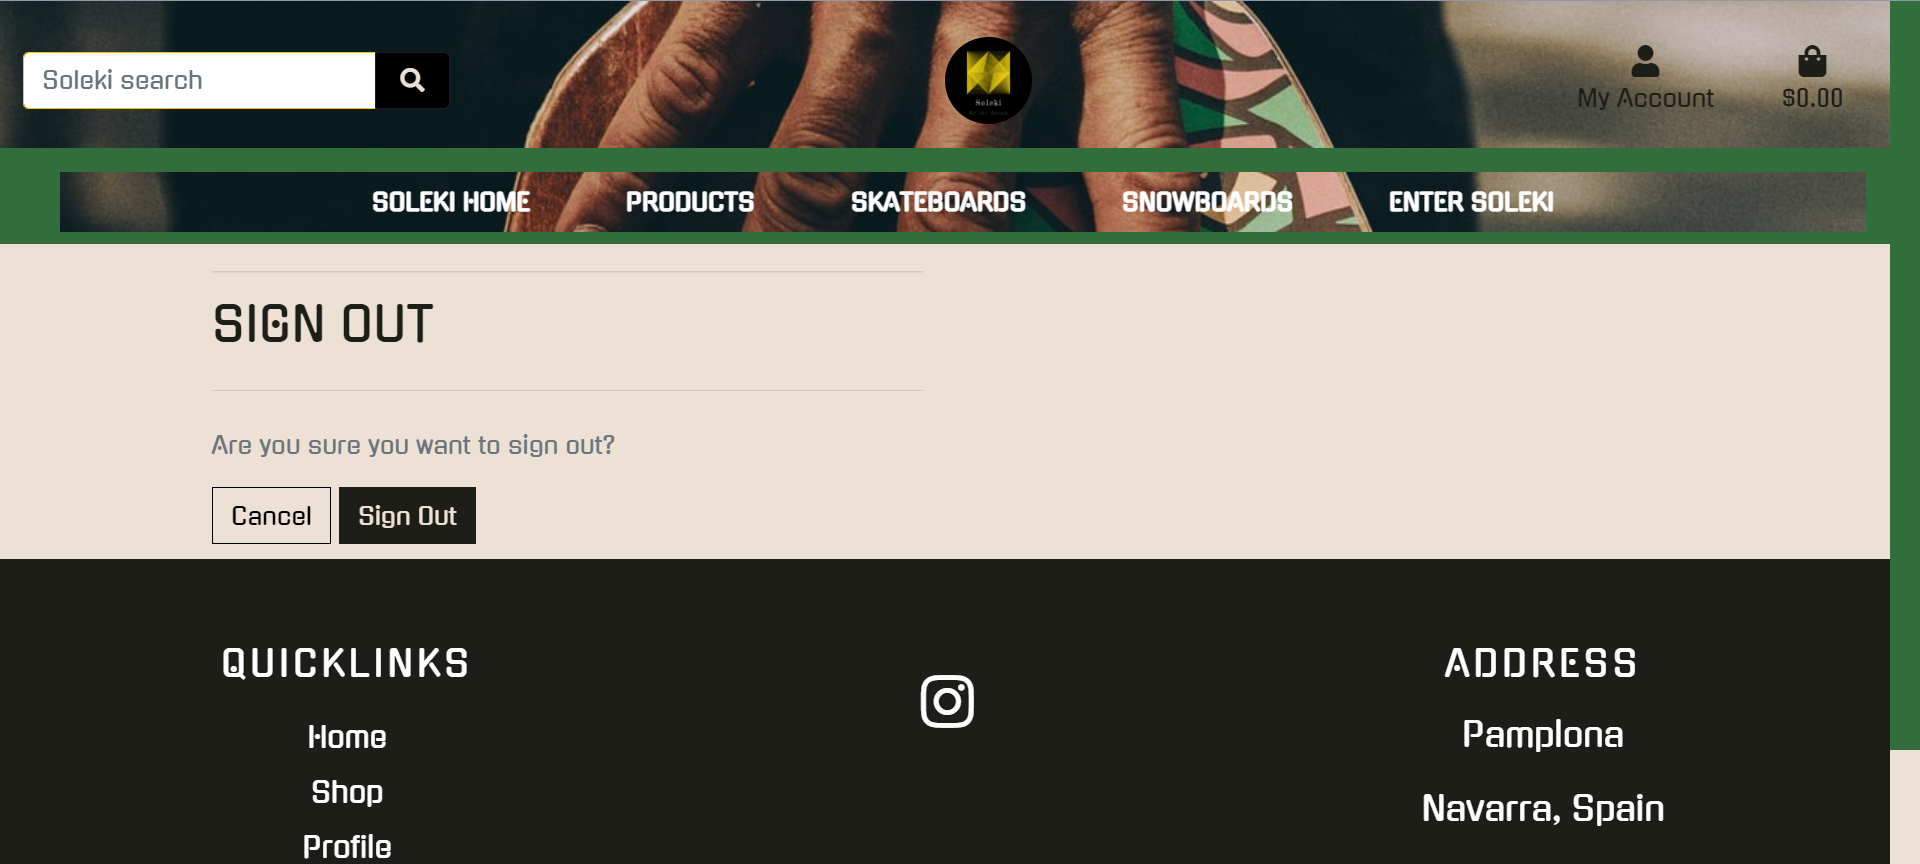 Soleki search
Soleki
My Account
$0.00
SOLEKI HOME PRODUCTS SKATEBOARDS SNOWBOARDS ENTER SOLEKI
SIGN OUT
Are you sure you want to sign out?
Cancel Sign Out
QUICKLINKS
Home
Shop
Profile
ADDRESS
Pamplona
Navarra, Spain